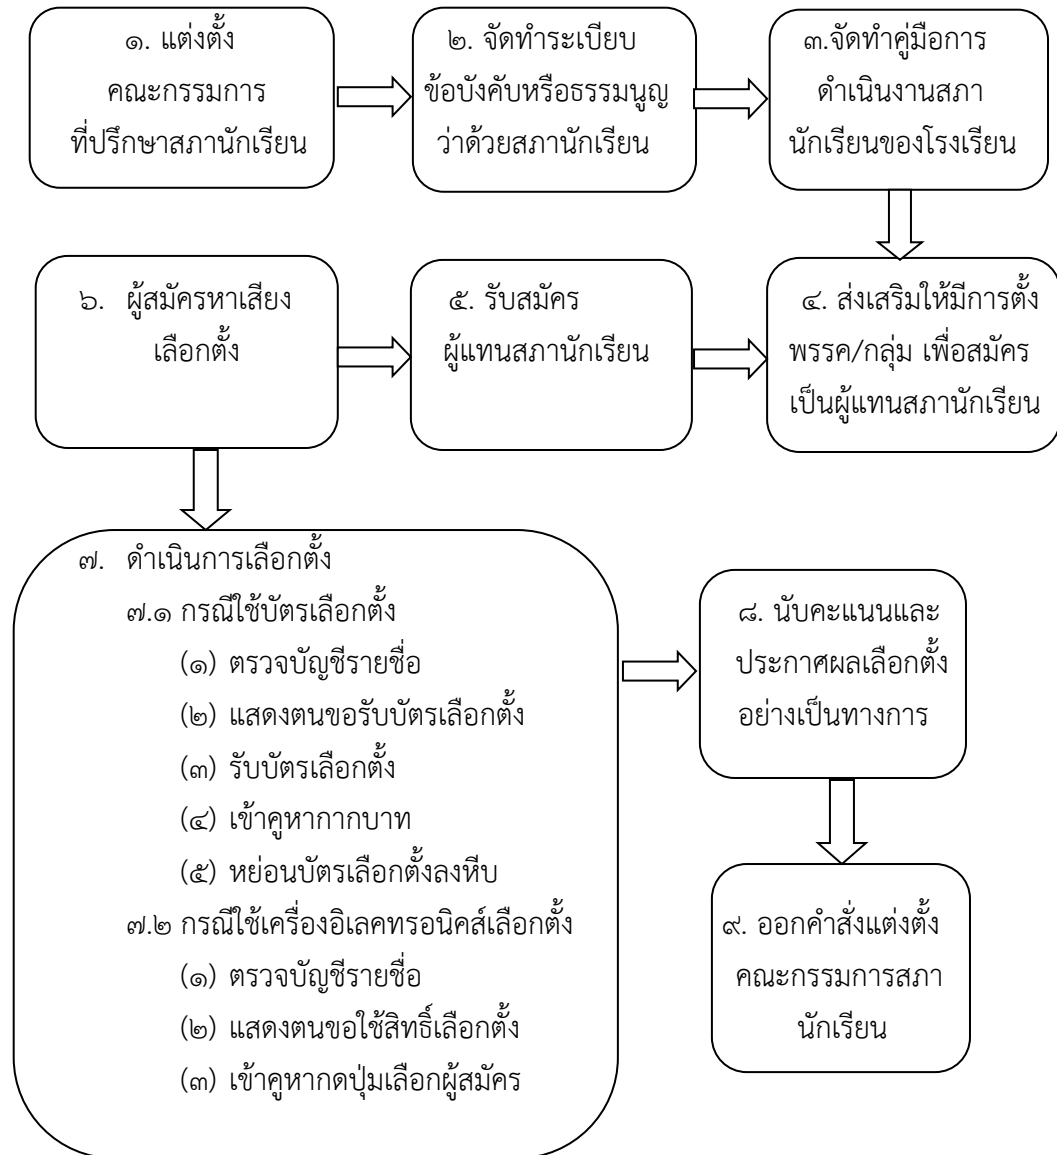 ๑. แต่งตั้ง
คณะกรรมการ
ที่ปรึกษาสภานักเรียน
๒. จัดทำระเบียบ
ข้อบังคับหรือธรรมนูญ
ว่าด้วยสภานักเรียน
๓.จัดทำคู่มือการ
ดำเนินงานสภา
นักเรียนของโรงเรียน
๔. ส่งเสริมให้มีการตั้ง
พรรค/กลุ่ม เพื่อสมัคร
เป็นผู้แทนสภานักเรียน
๕. รับสมัคร
ผู้แทนสภานักเรียน
๖. ผู้สมัครหาเสียง
เลือกตั้ง
๗. ดำเนินการเลือกตั้ง
๗.๑ กรณีใช้บัตรเลือกตั้ง
(๑) ตรวจบัญชีรายชื่อ
(๒) แสดงตนขอรับบัตรเลือกตั้ง
(๓) รับบัตรเลือกตั้ง
(๔) เข้าคูหากากบาท
(๕) หย่อนบัตรเลือกตั้งลงหีบ
๗.๒ กรณีใช้เครื่องอิเลคทรอนิคส์เลือกตั้ง
(๑) ตรวจบัญชีรายชื่อ
(๒) แสดงตนขอใช้สิทธิ์เลือกตั้ง
(๓) เข้าคูหากดปุ่มเลือกผู้สมัคร
๘. นับคะแนนและ
ประกาศผลเลือกตั้ง
อย่างเป็นทางการ
๙. ออกคำสั่งแต่งตั้ง
คณะกรรมการสภา
นักเรียน